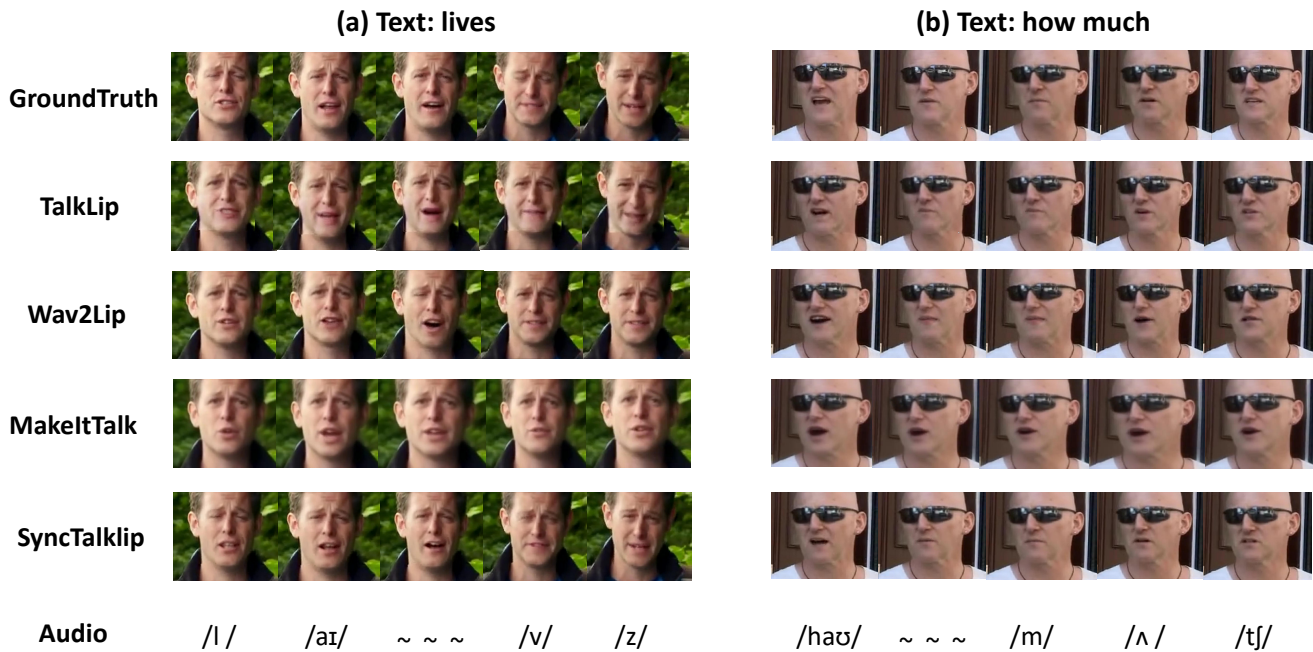 (a) Text: lives
(b) Text: how much
GroundTruth
TalkLip
Wav2Lip
MakeItTalk
SyncTalklip
Audio /l / /aɪ/ ~ ~ ~ /v/ /z/ /haʊ/ ~ ~ ~ /m/ /ʌ / /tʃ/